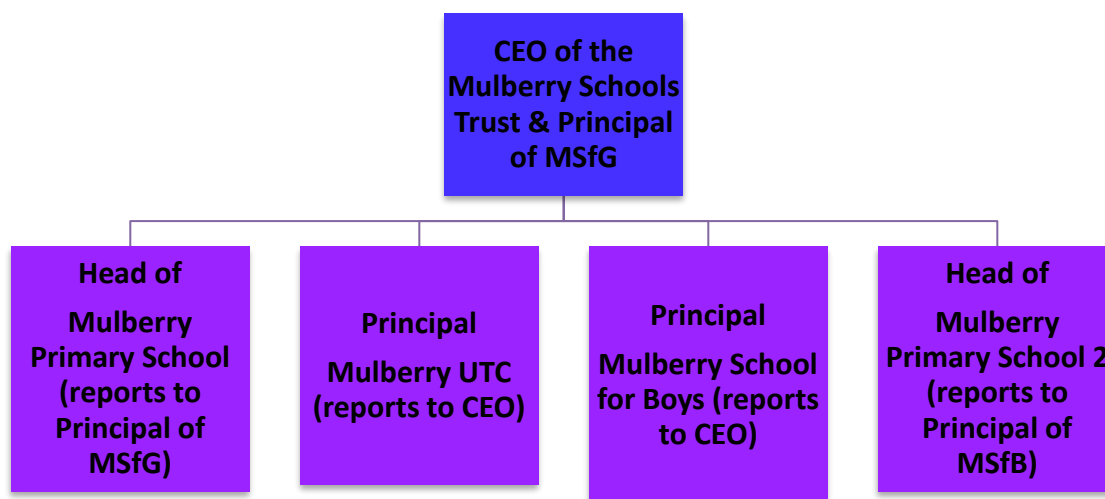 CEO of the
Mulberry Schools
Trust & Principal
of MSfG
Head of
Mulberry
Primary School
(reports to
Principal of
MSfG)
Principal
Mulberry UTC
(reports to CEO)
Principal
Mulberry School
for Boys (reports
to CEO)
Head of
Mulberry
Primary School 2
(reports to
Principal of
MSfB)